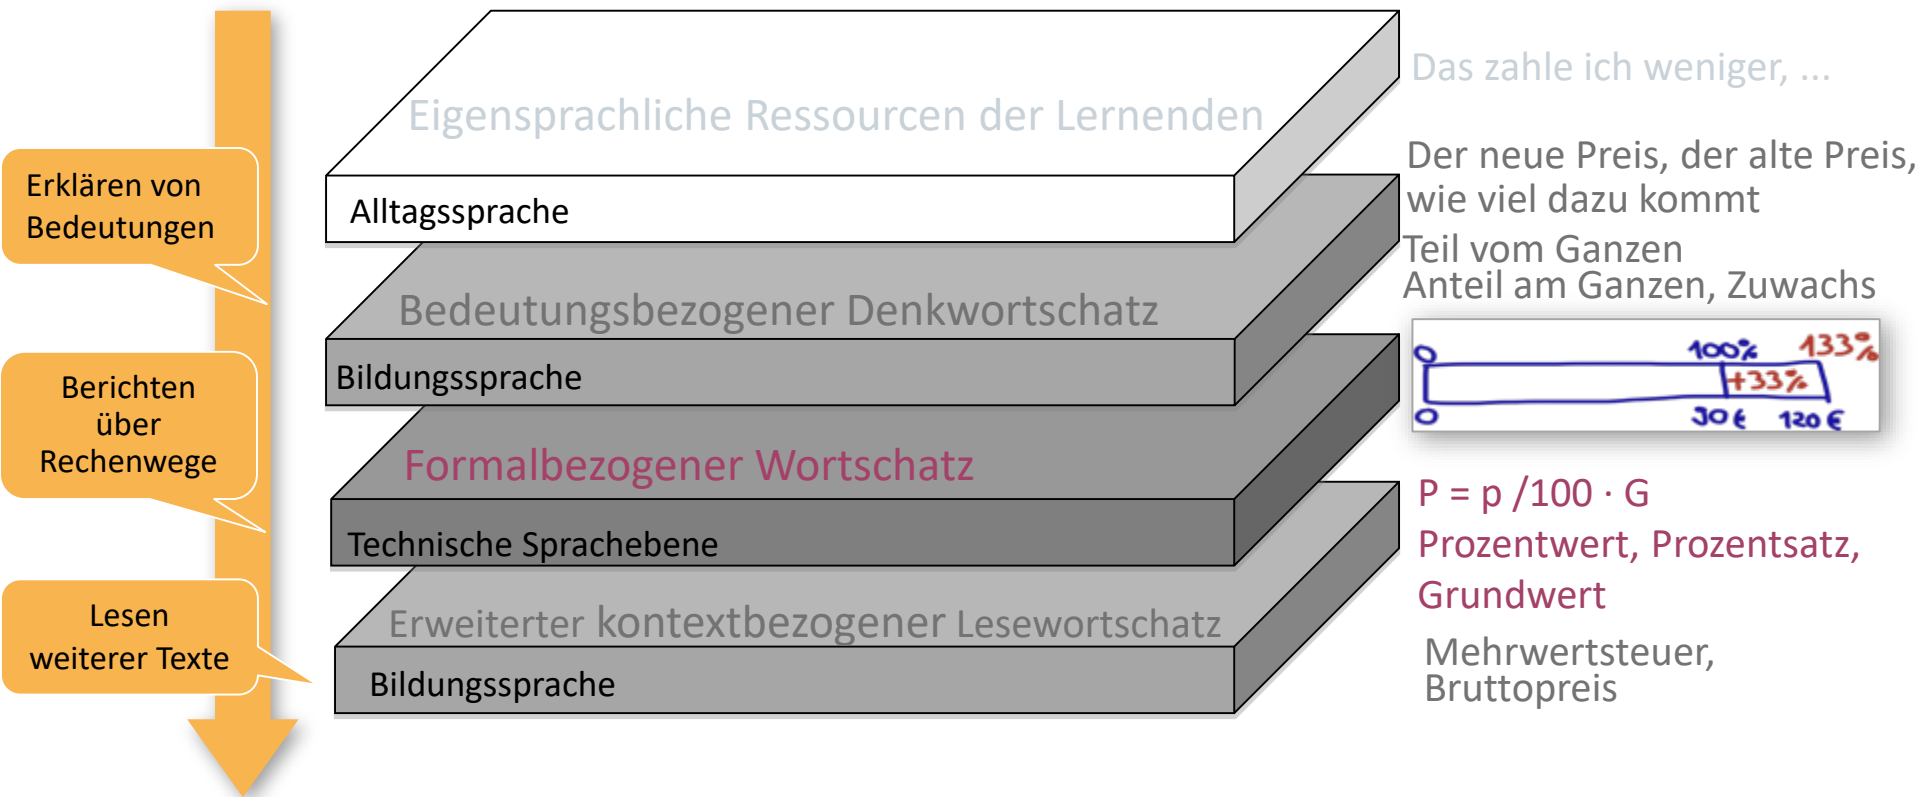 Das zahle ich weniger, ...
Eigensprachliche Ressourcen der Lernenden
Alltagssprache
Der neue Preis, der alte Preis,
wie viel dazu kommt
Erklären von
Bedeutungen
Teil vom Ganzen
Anteil am Ganzen, Zuwachs
Bedeutungsbezogener Denkwortschatz
Bildungssprache
0 100% 133%
+33%
0 90€ 120€
Berichten
über
Rechenwege
Formalbezogener Wortschatz
Technische Sprachebene
P = p /100 · G
Prozentwert, Prozentsatz,
Grundwert
Lesen
weiterer Texte
Erweiterter kontextbezogener Lesewortschatz
Bildungssprache
Mehrwertsteuer,
Bruttopreis